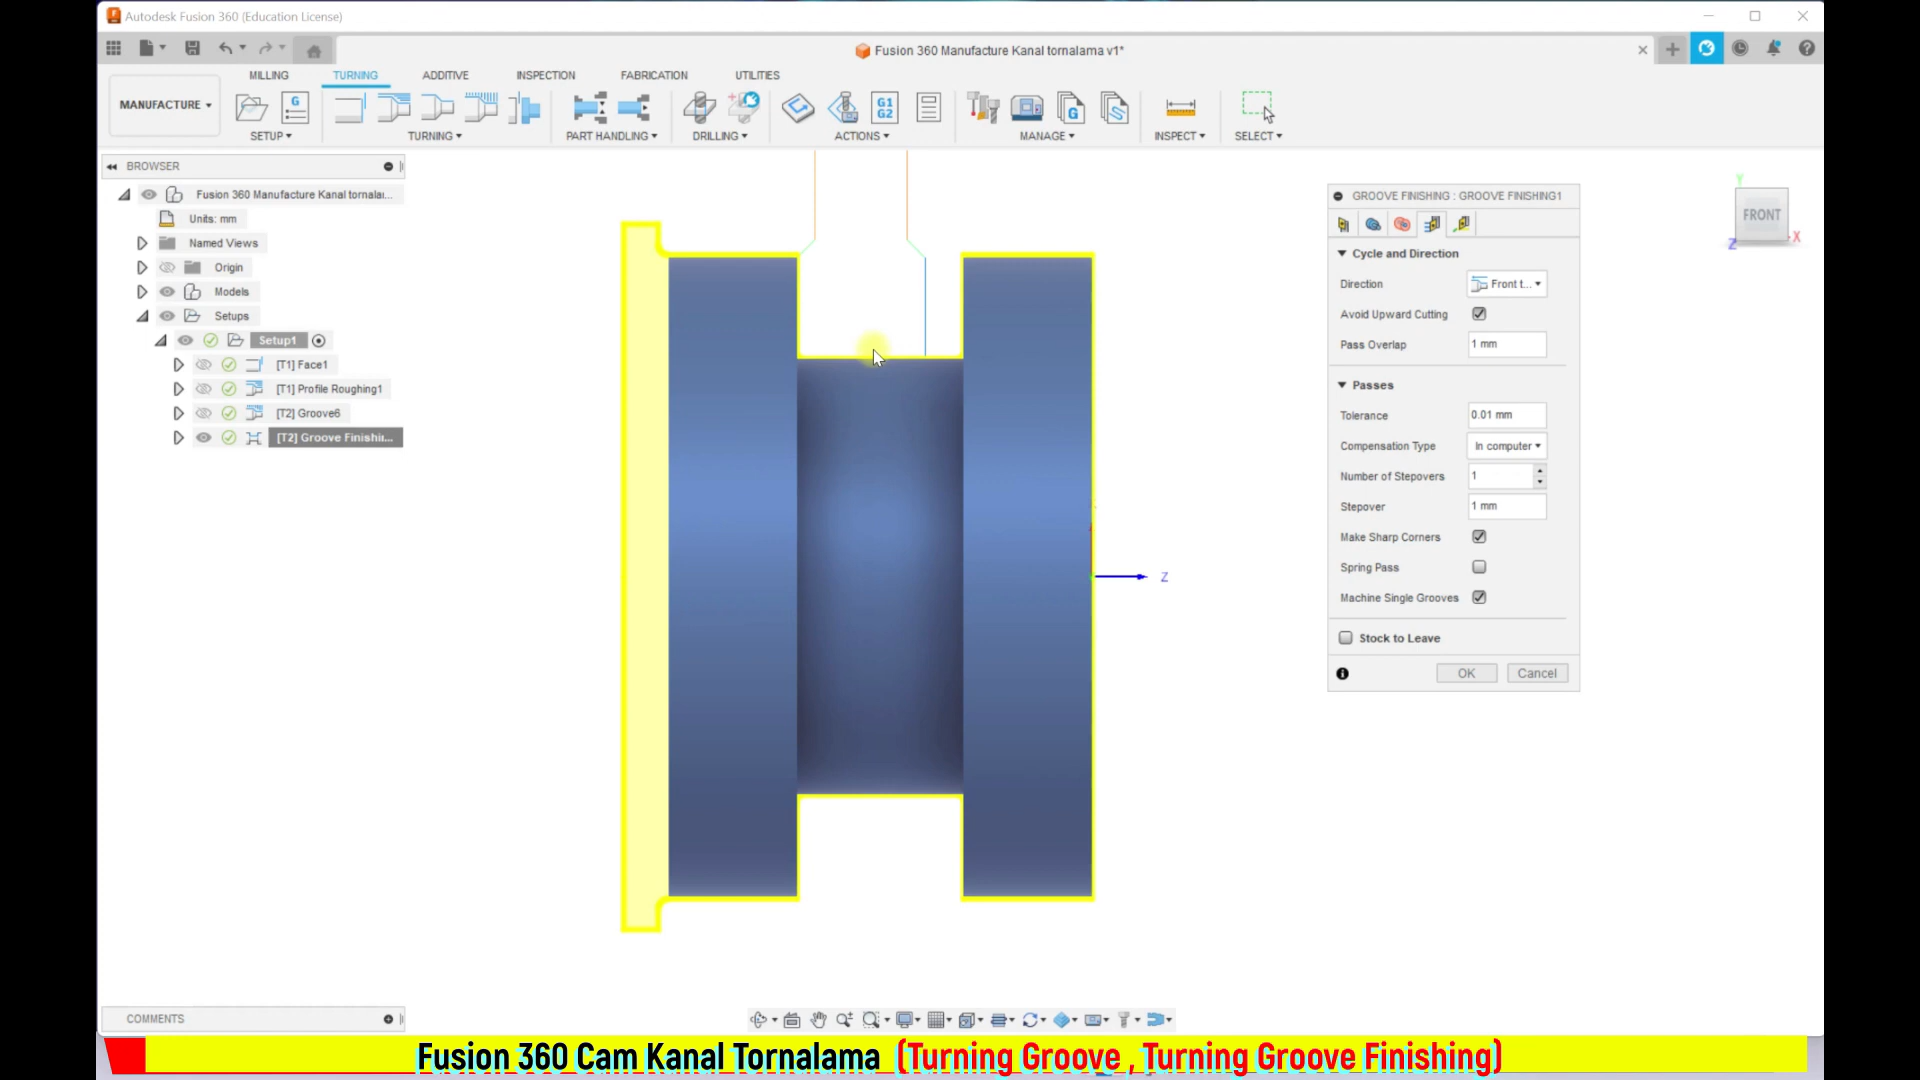 Autodesk Fusion 360 (Education License)
Fusion 360 Manufacture Kanal tornalama v1*
MANUFACTURE
MILLING
TURNING
ADDITIVE
INSPECTION
FABRICATION
UTILITIES
G
G1
G2
G
SETUP
TURNING
PART HANDLING
DRILLING
ACTIONS
MANAGE
INSPECT
SELECT
BROWSER
Fusion 360 Manufacture Kanal tornalaı...
Units: mm
Named Views
Origin
Models
Setups
Setup1
[T1] Face1
[T1] Profile Roughing1
[T2] Groove6
[T2] Groove Finishin...
Z
FRONT
Y
Z
X
GROOVE FINISHING : GROOVE FINISHING1
Cycle and Direction
Direction Front t...
Avoid Upward Cutting
Pass Overlap 1 mm
Passes
Tolerance 0.01 mm
Compensation Type In computer
Number of Stepovers 1
Stepover 1 mm
Make Sharp Corners
Spring Pass
Machine Single Grooves
Stock to Leave
OK Cancel
COMMENTS
Fusion 360 Cam Kanal Tornalama (Turning Groove , Turning Groove Finishing)